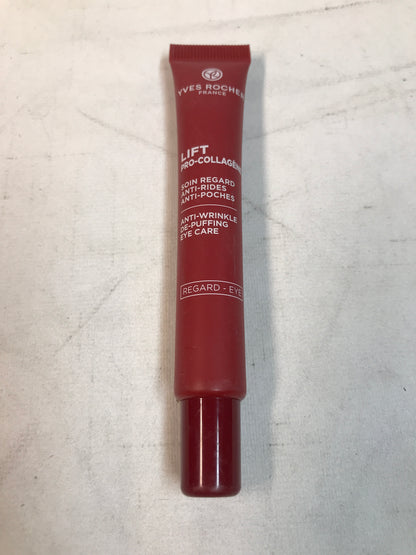 YVES ROCHER
FRANCE
LIFT
PRO-COLLAGÈNE
SOIN REGARD
ANTI-RIDES
ANTI-POCHES
ANTI-WRINKLE
DE-PUFFING
EYE CARE
REGARD - EYE